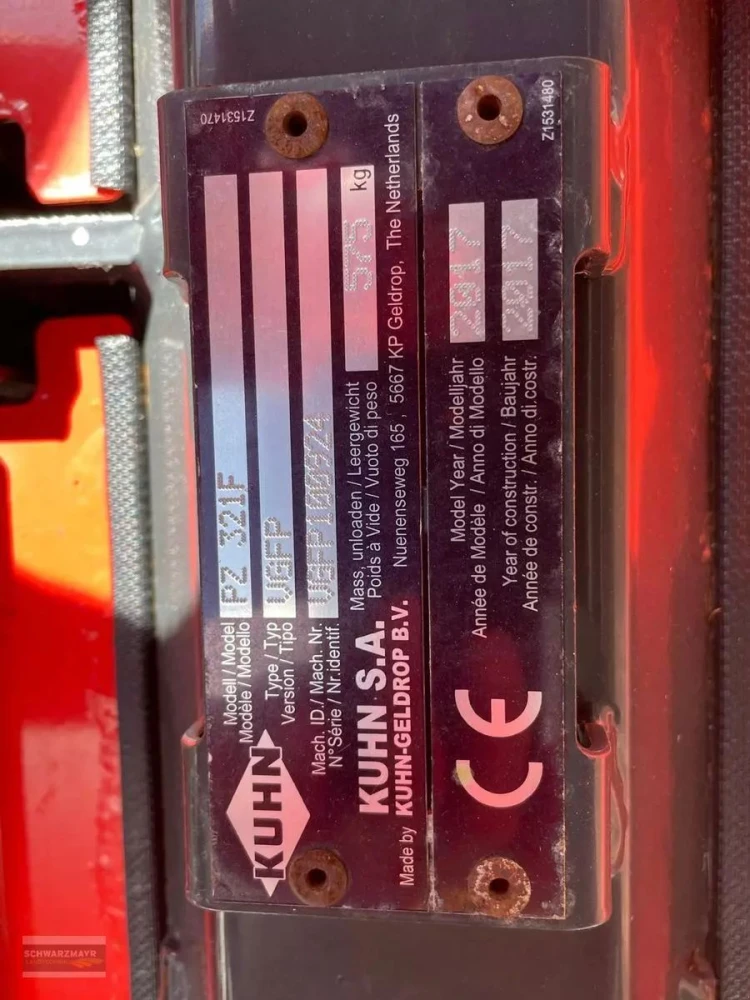 Z1531470
KUHN
Modell / Model
Modèle / Modello
PZ 321F
Type / Typ
Version / Tipo
VGFP
Mach. ID./ Mach. Nr.
N°Série / Nr.identif.
VGFP100924
KUHN S.A.
Mass, unloaden / Leergewicht
Poids à Vide / Vuoto di peso
575 kg
Made by KUHN-GELDROP B.V. Nuenenseweg 165 , 5667 KP Geldrop, The Netherlands
Z1531480
CE
Model Year / Modelljahr
Année de Modèle / Anno di Modello
2017
Year of construction / Baujahr
Année de constr. / Anno di costr.
2017
SCHWARZMAYR